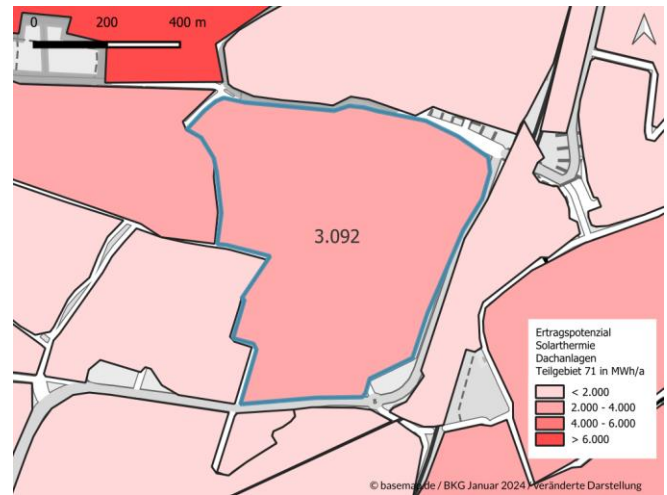 0 200 400 m
3.092
Ertragspotenzial
Solarthermie
Dachanlagen
Teilgebiet 71 in MWh/a
< 2.000
2.000 - 4.000
4.000 - 6.000
> 6.000
© basemap.de / BKG Januar 2024 / veränderte Darstellung